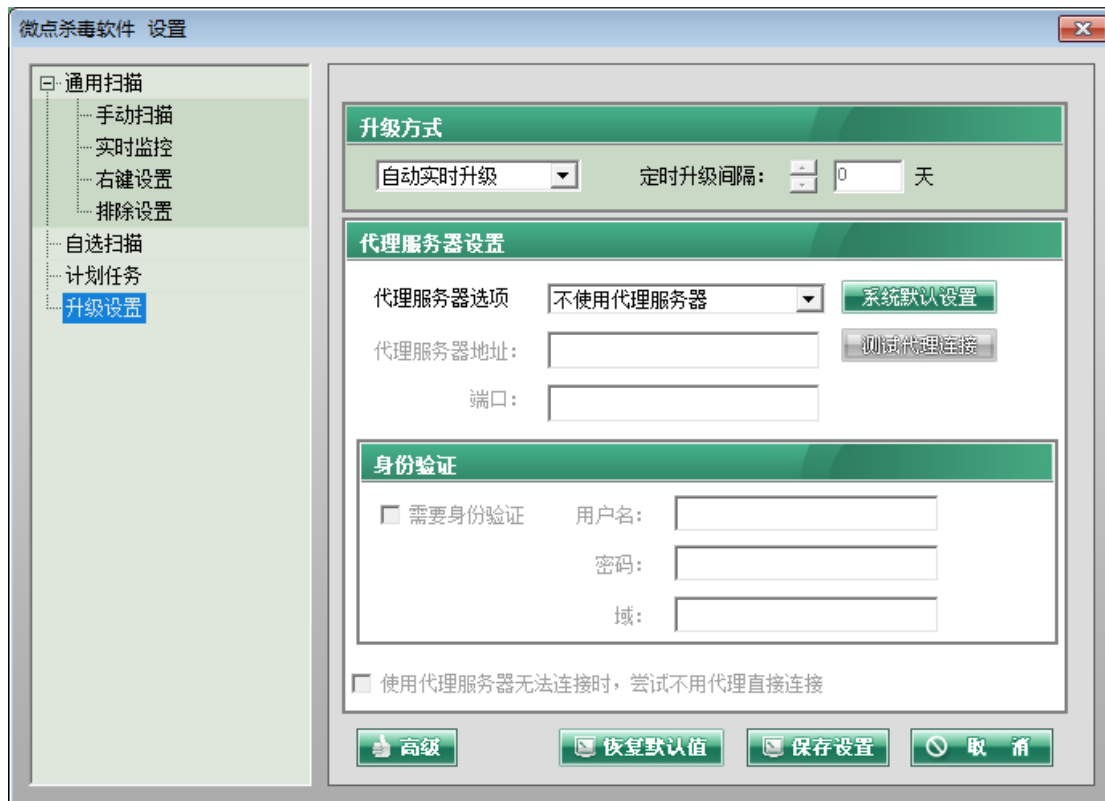 微点杀毒软件 设置
通用扫描
手动扫描
实时监控
右键设置
排除设置
自选扫描
计划任务
升级设置
升级方式
自动实时升级 定时升级间隔： 0 天
代理服务器设置
代理服务器选项 不使用代理服务器 系统默认设置
代理服务器地址： 测试代理连接
端口：
身份验证
需要身份验证 用户名：
密码：
域：
使用代理服务器无法连接时，尝试不用代理直接连接
高级 恢复默认值 保存设置 取 消